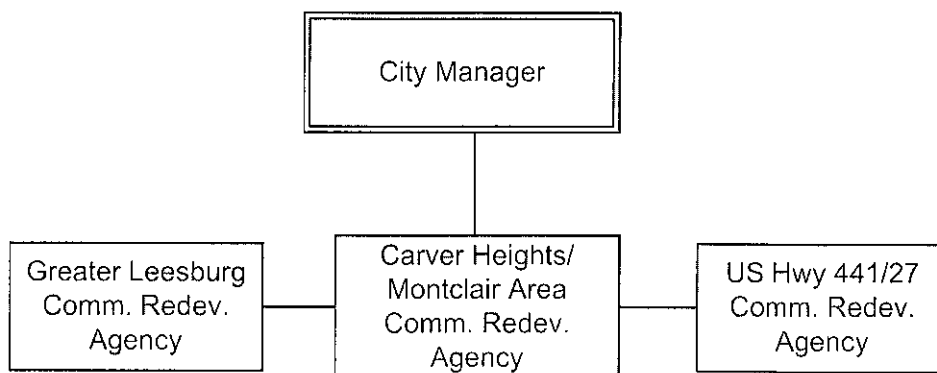 City Manager
Greater Leesburg
Comm. Redev.
Agency
Carver Heights/
Montclair Area
Comm. Redev.
Agency
US Hwy 441/27
Comm. Redev.
Agency